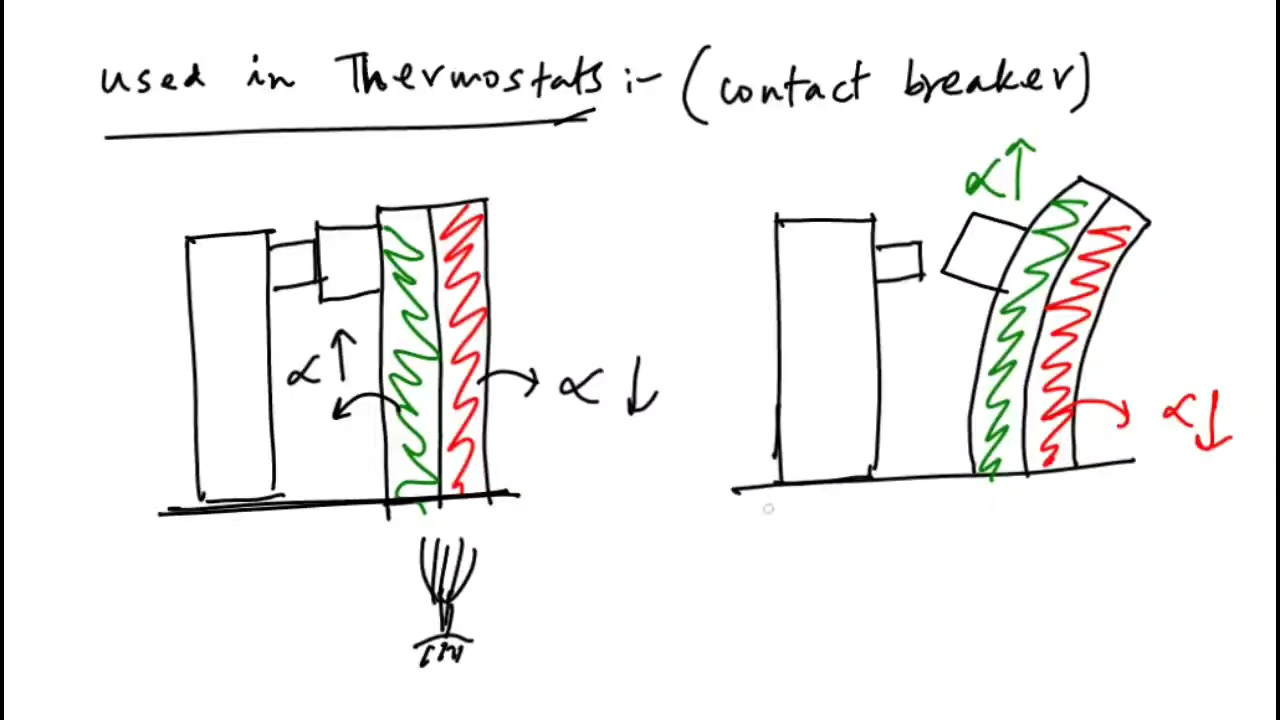 used in Thermostats :- (contact breaker)
α↑
α↑
α↓
α↓